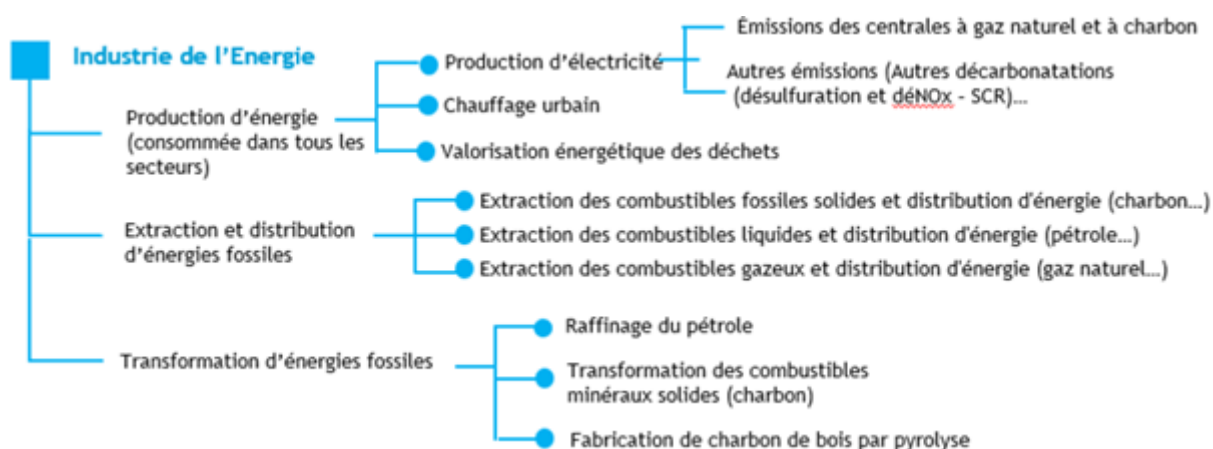 Industrie de l'Energie
Production d'énergie
(consommée dans tous les
secteurs)
Production d'électricité
Émissions des centrales à gaz naturel et à charbon
Autres émissions (Autres décarbonatations
(désulfuration et déNOx - SCR)...
Chauffage urbain
Valorisation énergétique des déchets
Extraction et distribution
d'énergies fossiles
Extraction des combustibles fossiles solides et distribution d'énergie (charbon...)
Extraction des combustibles liquides et distribution d'énergie (pétrole...)
Extraction des combustibles gazeux et distribution d'énergie (gaz naturel...)
Transformation d'énergies fossiles
Raffinage du pétrole
Transformation des combustibles
minéraux solides (charbon)
Fabrication de charbon de bois par pyrolyse